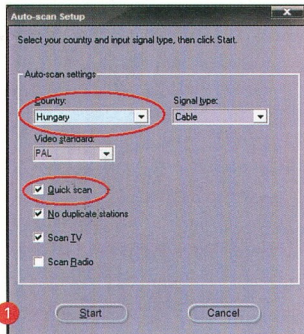 Auto-scan Setup
Select your country and input signal type, then click Start.
Auto-scan settings
Country:
Signal type:
Hungary
Cable
Video standard:
PAL
Quick scan
No duplicate stations
Scan TV
Scan Radio
1
Start
Cancel